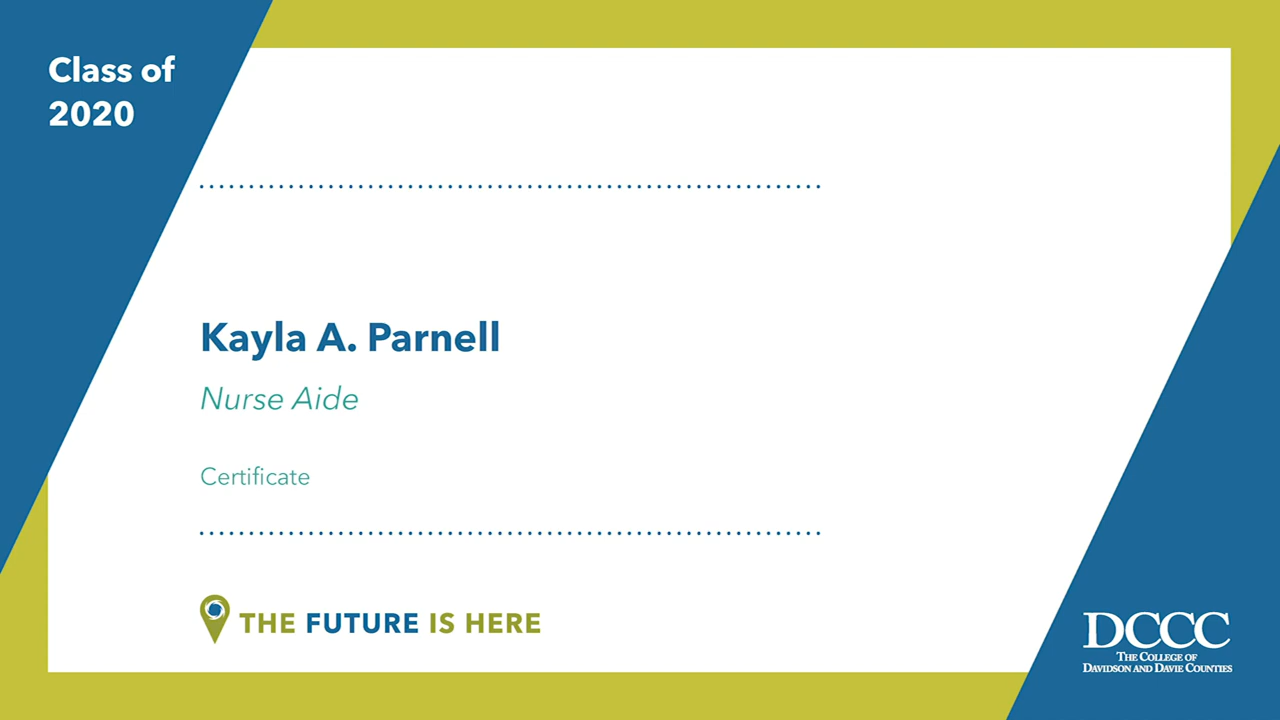 Class of
2020
Kayla A. Parnell
Nurse Aide
Certificate
THE FUTURE IS HERE
DCCC
THE COLLEGE OF
DAVIDSON AND DAVIE COUNTIES